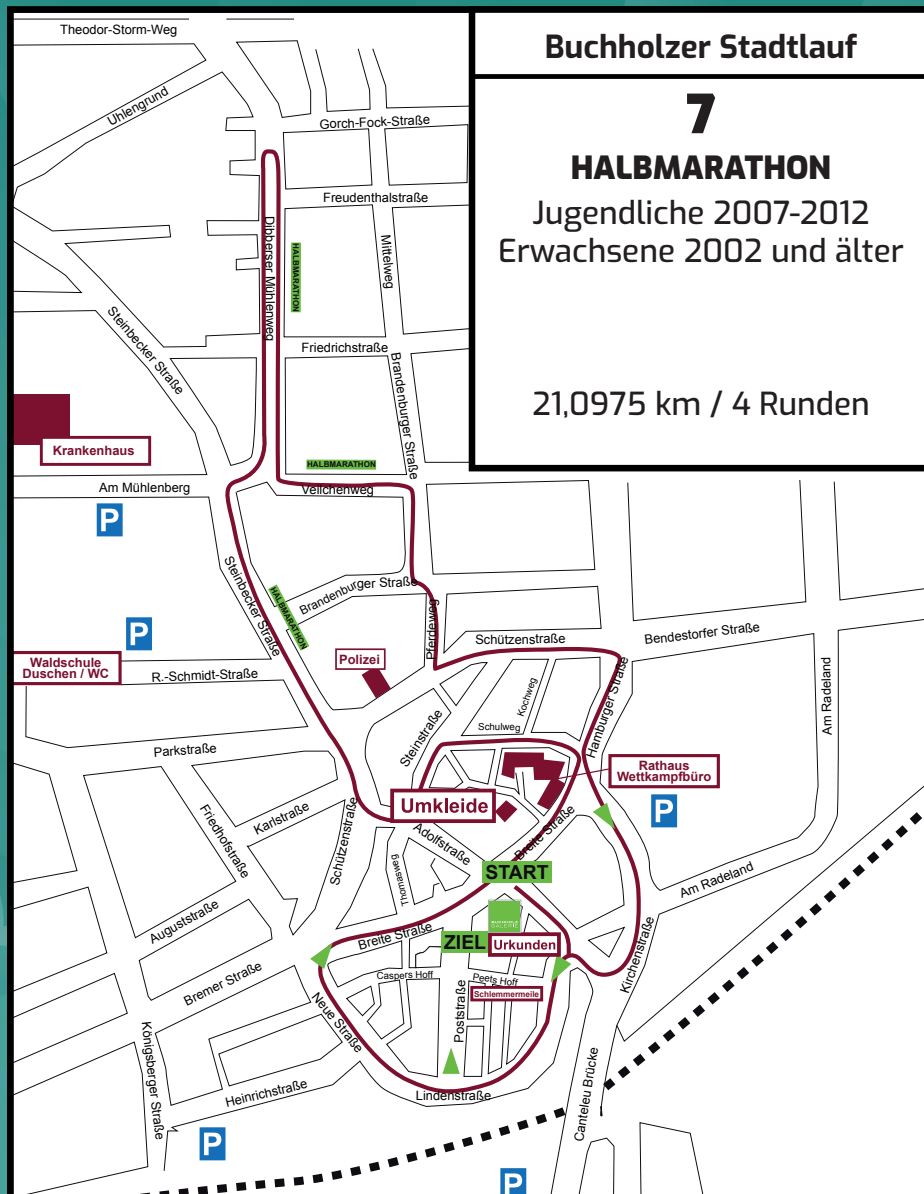 Buchholzer Stadtlauf
7
HALBMARATHON
Jugendliche 2007-2012
Erwachsene 2002 und älter
21,0975 km / 4 Runden
Theodor-Storm-Weg
Uhlengrund
Gorch-Fock-Straße
Freudenthalstraße
Dibberser Mühlenweg
HALBMARATHON
Mittelweg
Steinbecker Straße
Friedrichstraße
Brandenburger Straße
Krankenhaus
HALBMARATHON
Am Mühlenberg
Veilchenweg
P
Steinbecker Straße
HALBMARATHON
Brandenburger Straße
Pferdeweg
P
Schützenstraße
Bendestorfer Straße
Waldschule
Duschen / WC
R.-Schmidt-Straße
Polizei
Kochweg
Hamburger Straße
Am Radeland
Steinstraße
Schulweg
Parkstraße
Rathaus
Wettkampfbüro
Umkleide
P
Friedhofstraße
Karlstraße
Schützenstraße
Adolfstraße
Breite Straße
Thomasweg
START
Am Radeland
Auguststraße
Breite Straße
ZIEL
Urkunden
GALERIE
Kirchenstraße
Bremer Straße
Caspers Hoff
Peets Hoff
Schlemmermeile
Neue Straße
Poststraße
Königsberger Straße
Heinrichstraße
Lindenstraße
Canteleu Brücke
P
P